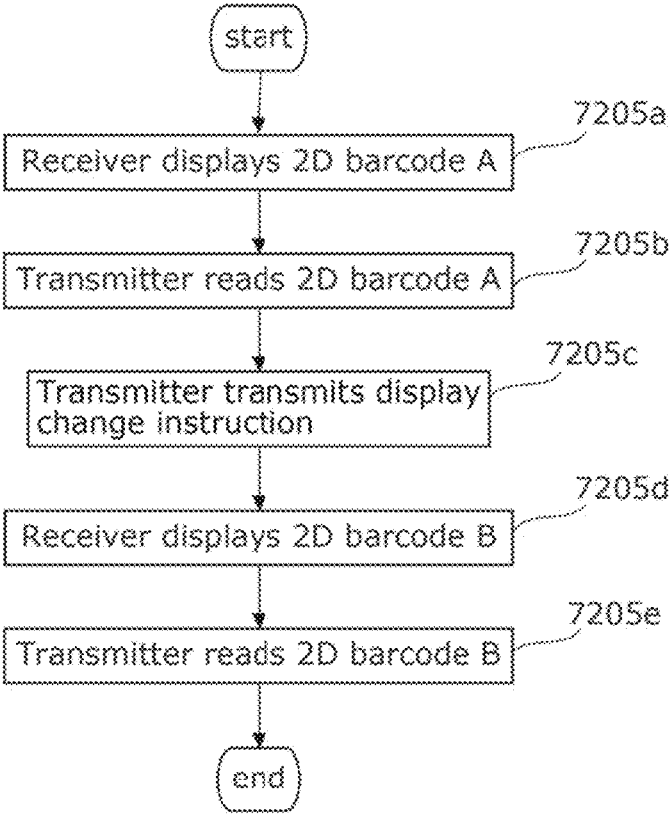 start
7205a
Receiver displays 2D barcode A
7205b
Transmitter reads 2D barcode A
7205c
Transmitter transmits display
change instruction
7205d
Receiver displays 2D barcode B
7205e
Transmitter reads 2D barcode B
end